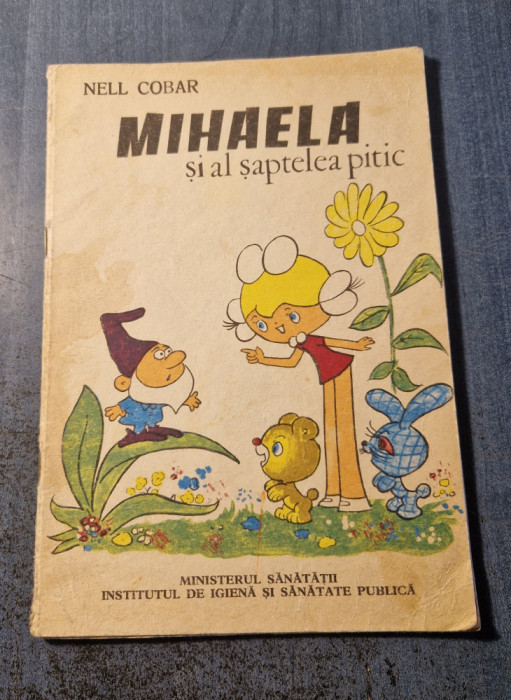 NELL COBAR
MIHAELA
și al șaptelea pitic
MINISTERUL SĂNĂTĂȚII
INSTITUTUL DE IGIENĂ ȘI SĂNĂTATE PUBLICĂ